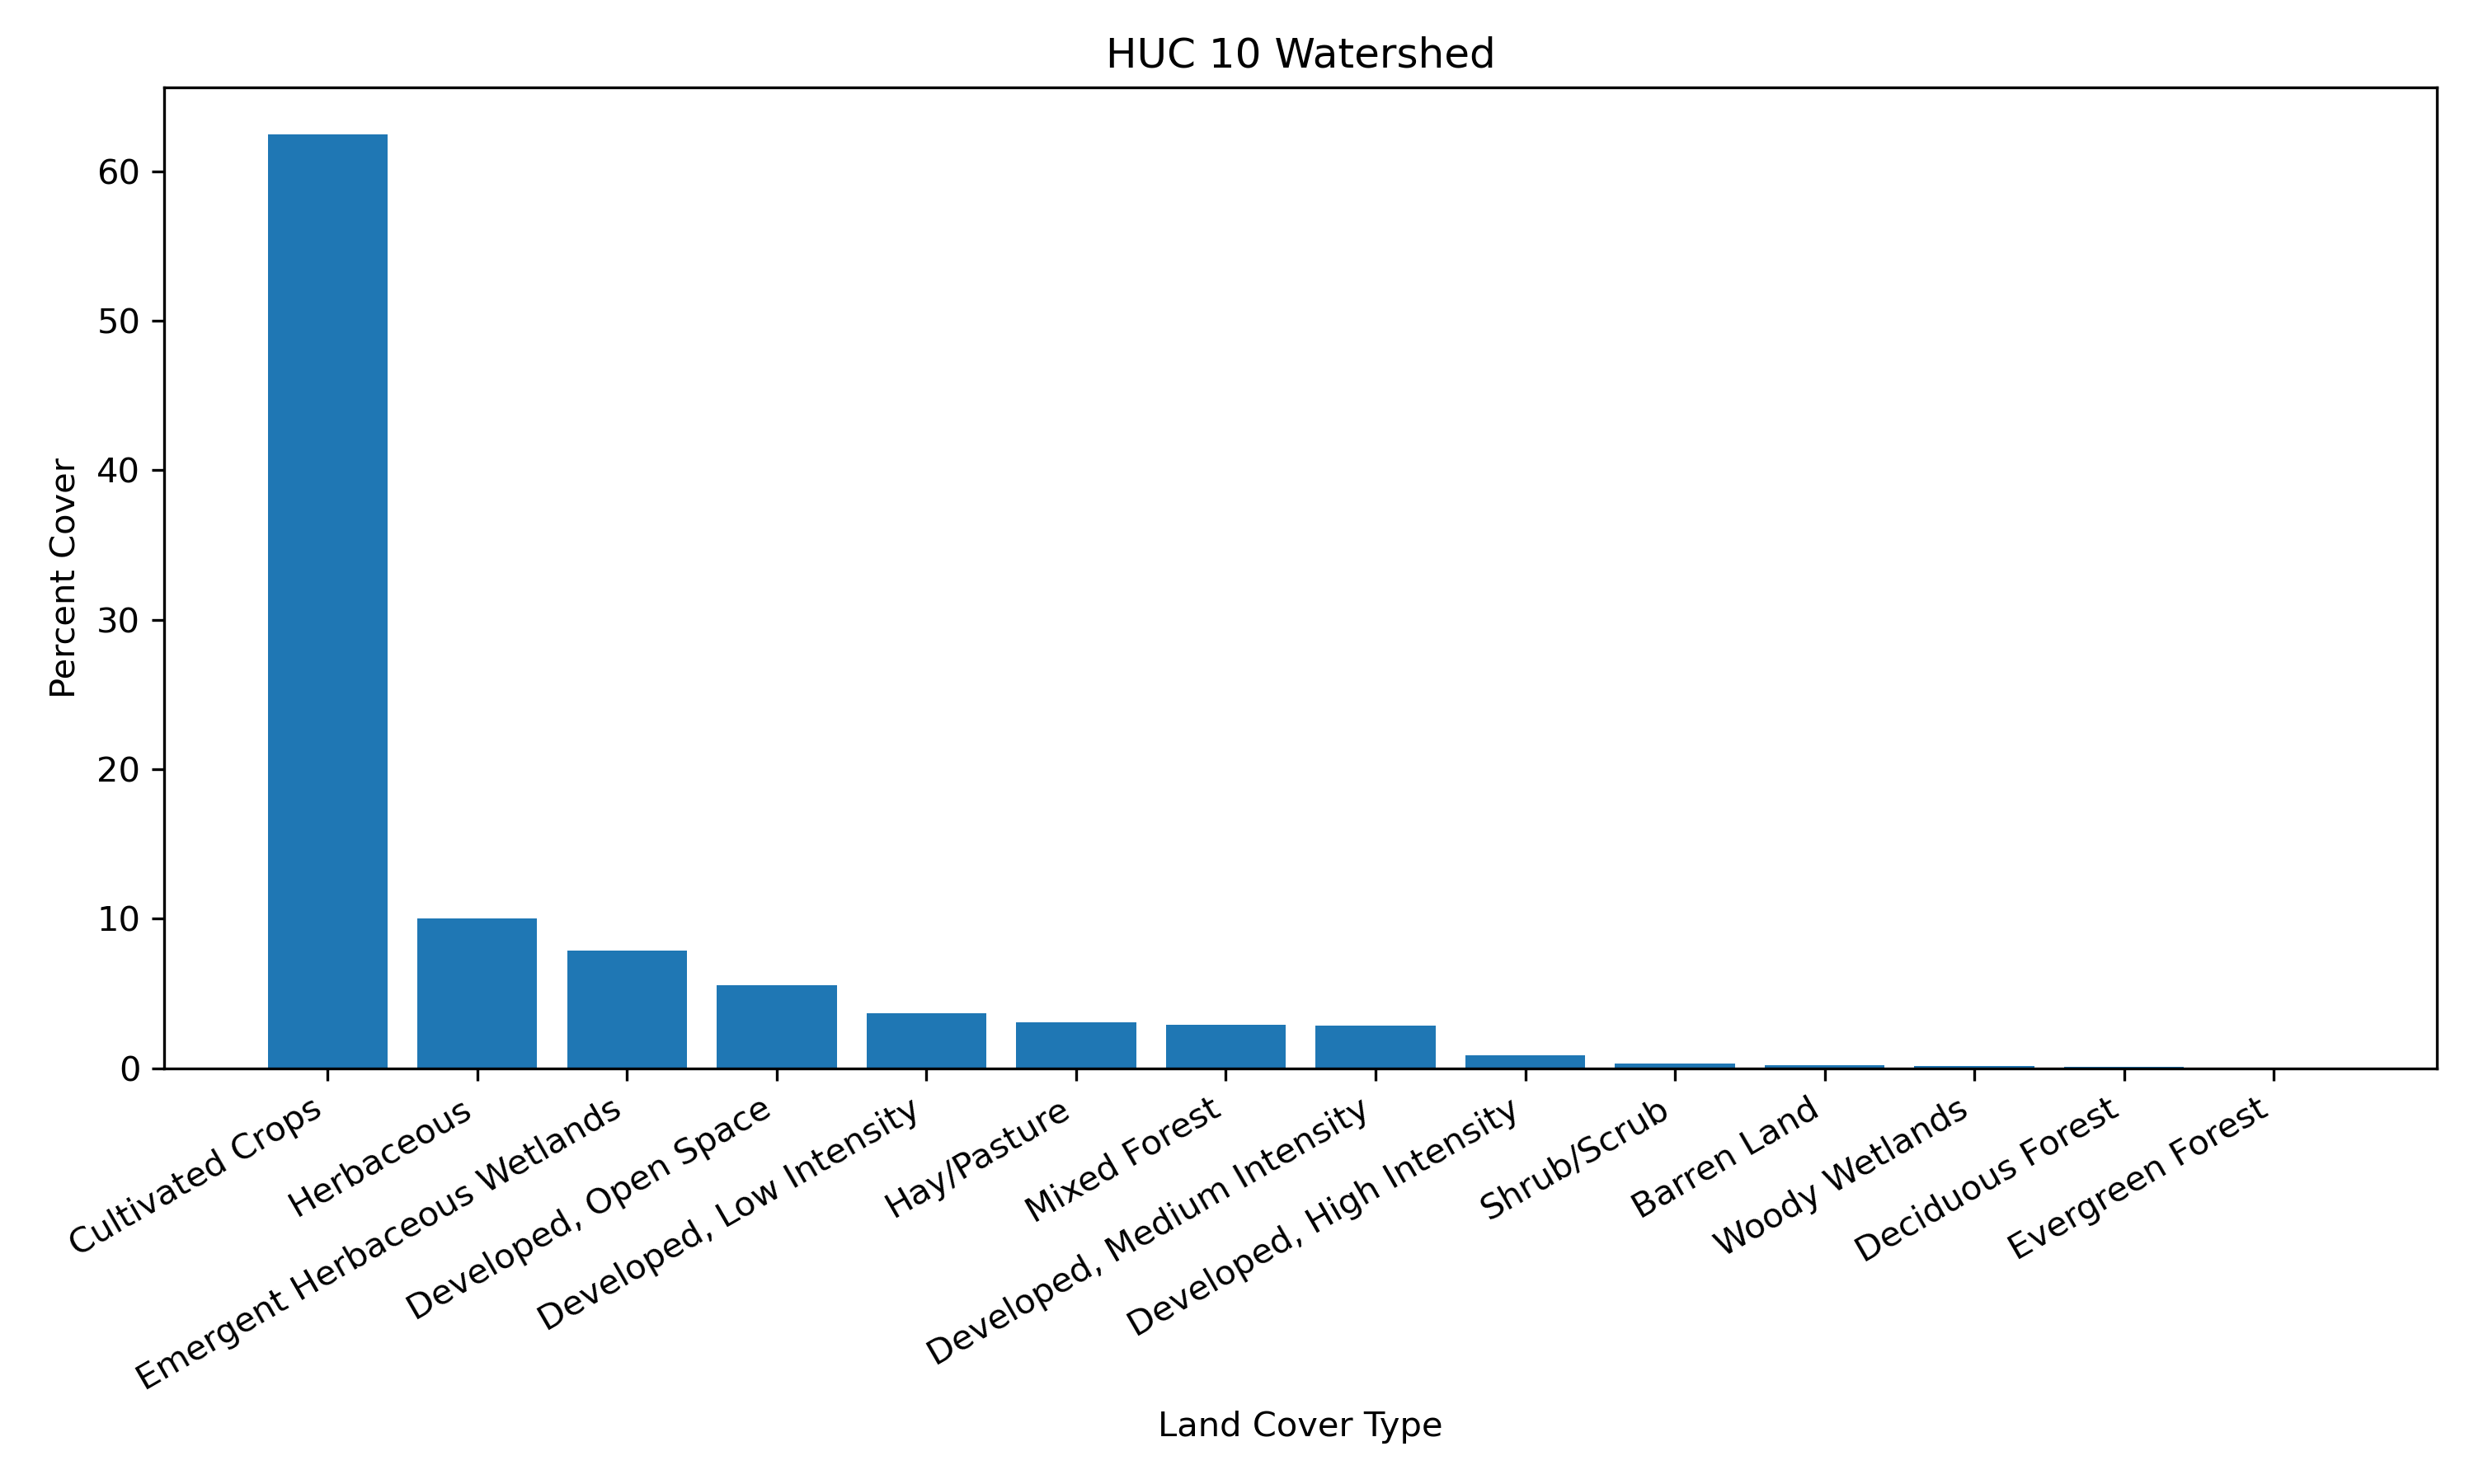 HUC 10 Watershed
Percent Cover
60
50
40
30
20
10
0
Cultivated Crops
Herbaceous
Emergent Herbaceous Wetlands
Developed, Open Space
Developed, Low Intensity
Hay/Pasture
Mixed Forest
Developed, Medium Intensity
Developed, High Intensity
Shrub/Scrub
Barren Land
Woody Wetlands
Deciduous Forest
Evergreen Forest
Land Cover Type